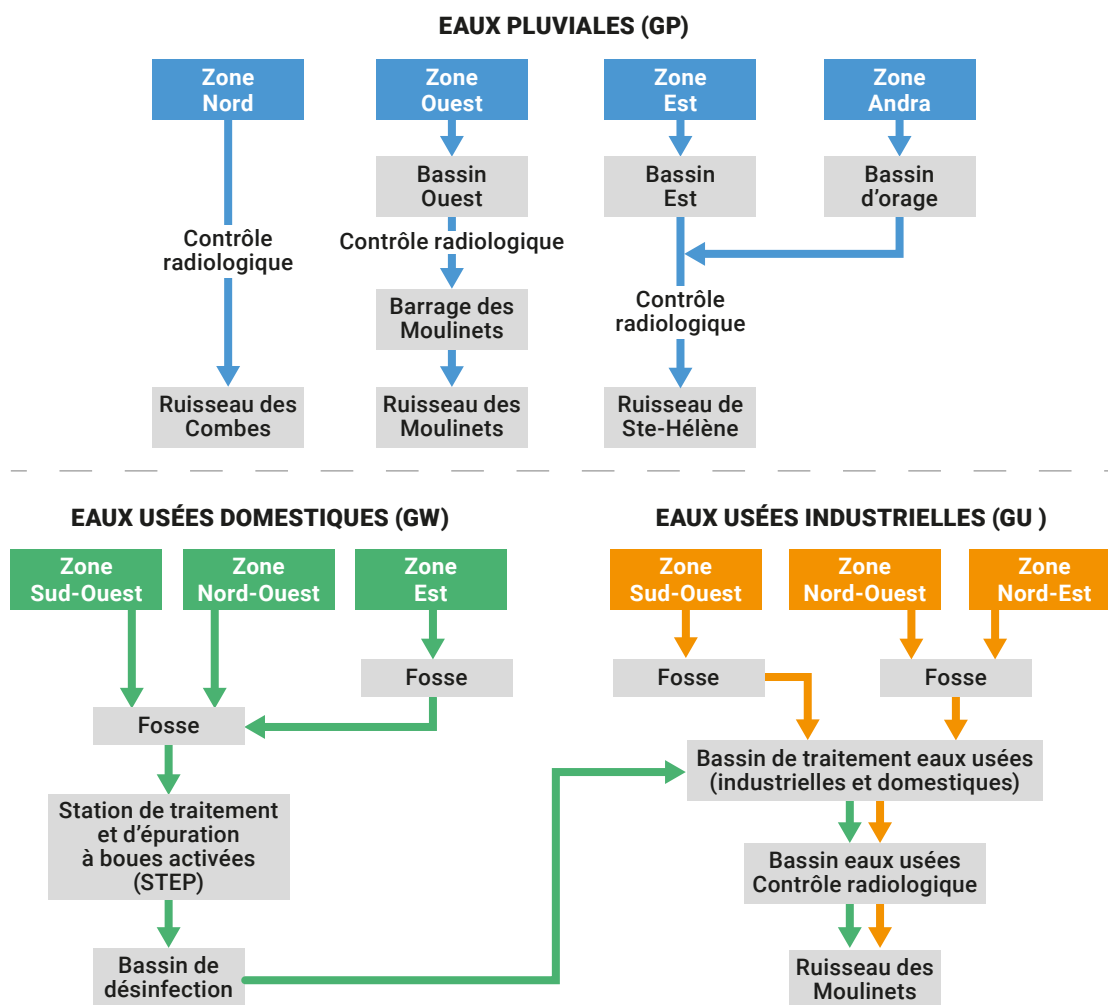 EAUX PLUVIALES (GP)
Zone
Nord
Zone
Ouest
Zone
Est
Zone
Andra
Bassin
Ouest
Bassin
Est
Bassin
d'orage
Contrôle
radiologique
Contrôle radiologique
Barrage des
Moulinets
Contrôle
radiologique
Ruisseau des
Combes
Ruisseau des
Moulinets
Ruisseau de
Ste-Hélène
EAUX USÉES DOMESTIQUES (GW)
Zone
Sud-Ouest
Zone
Nord-Ouest
Zone
Est
Fosse
Fosse
Station de traitement
et d'épuration
à boues activées
(STEP)
Bassin de
désinfection
EAUX USÉES INDUSTRIELLES (GU )
Zone
Sud-Ouest
Zone
Nord-Ouest
Zone
Nord-Est
Fosse
Fosse
Bassin de traitement eaux usées
(industrielles et domestiques)
Bassin eaux usées
Contrôle radiologique
Ruisseau des
Moulinets